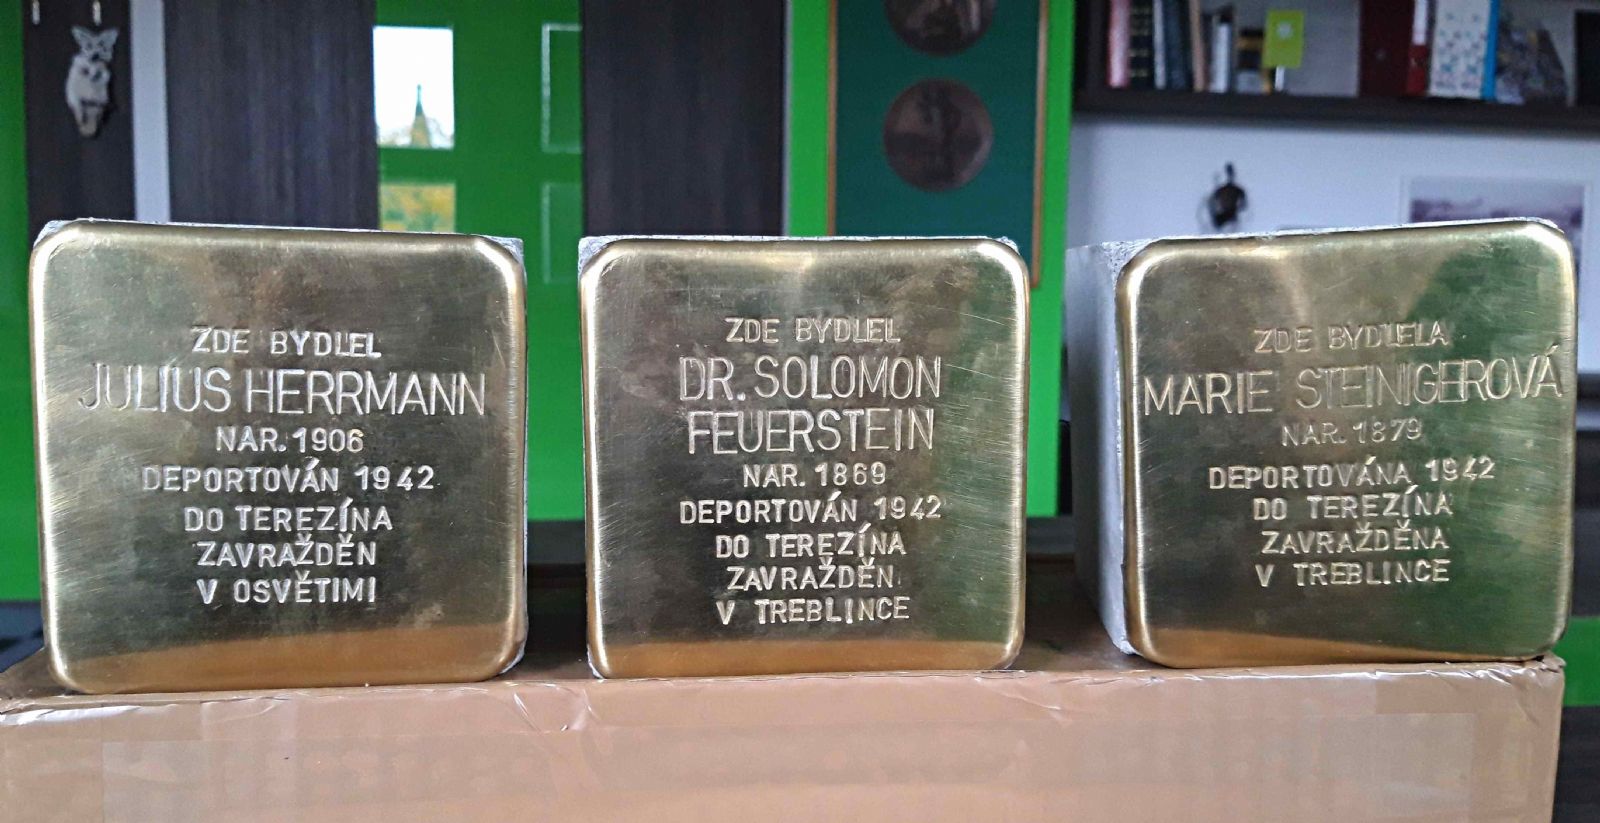 ZDE BYDLEL
JULIUS HERRMANN
NAR. 1906
DEPORTOVÁN 1942
DO TEREZÍNA
ZAVRAŽDĚN
V OSVĚTIMI
ZDE BYDLEL
DR. SOLOMON
FEUERSTEIN
NAR. 1869
DEPORTOVÁN 1942
DO TEREZÍNA
ZAVRAŽDĚN
V TREBLINCE
ZDE BYDLELA
MARIE STEINIGEROVÁ
NAR. 1879
DEPORTOVÁNA 1942
DO TEREZÍNA
ZAVRAŽDĚNA
V TREBLINCE